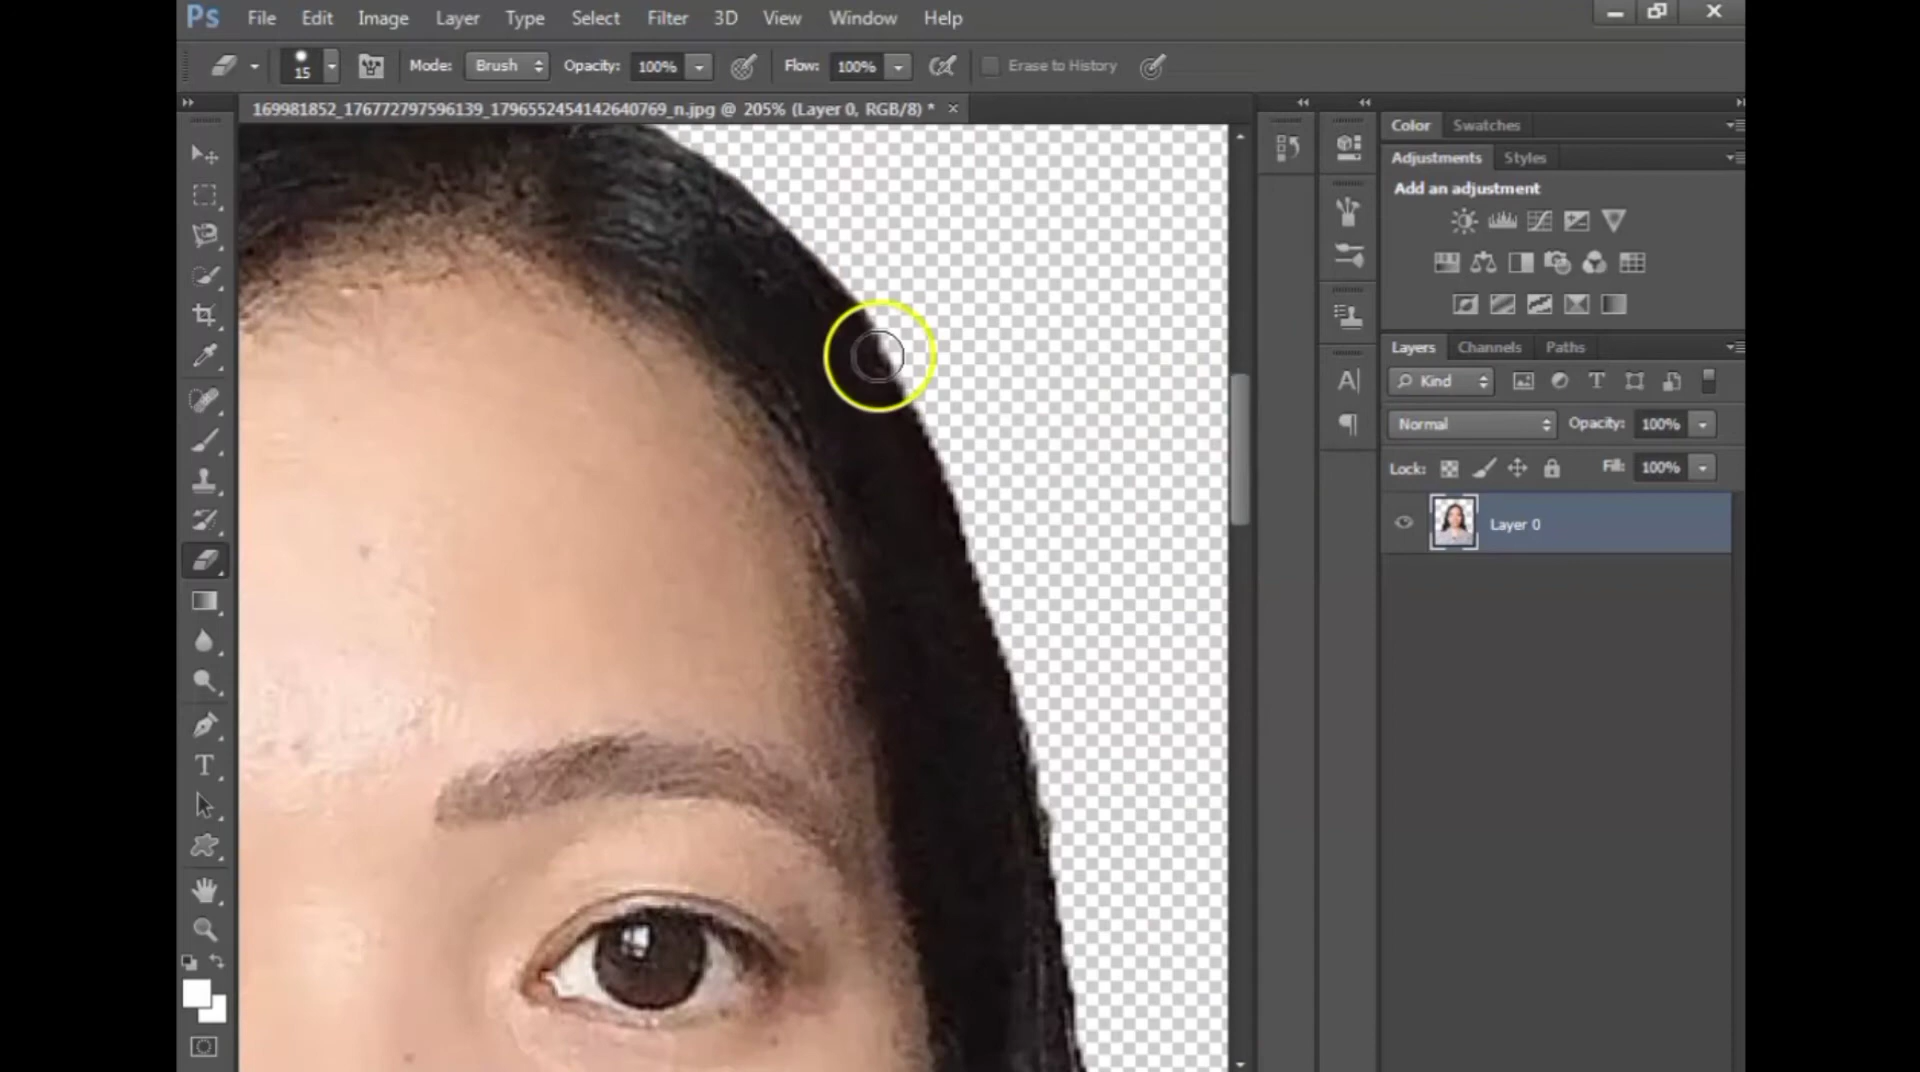 Ps File Edit Image Layer Type Select Filter 3D View Window Help
15 Mode: Brush Opacity: 100% Flow: 100% Erase to History
169981852_176772797596139_1796552454142640769_n.jpg @ 205% (Layer 0, RGB/8) *
Color Swatches
Adjustments Styles
Add an adjustment
Layers Channels Paths
Kind
Normal Opacity: 100%
Lock: Fill: 100%
Layer 0